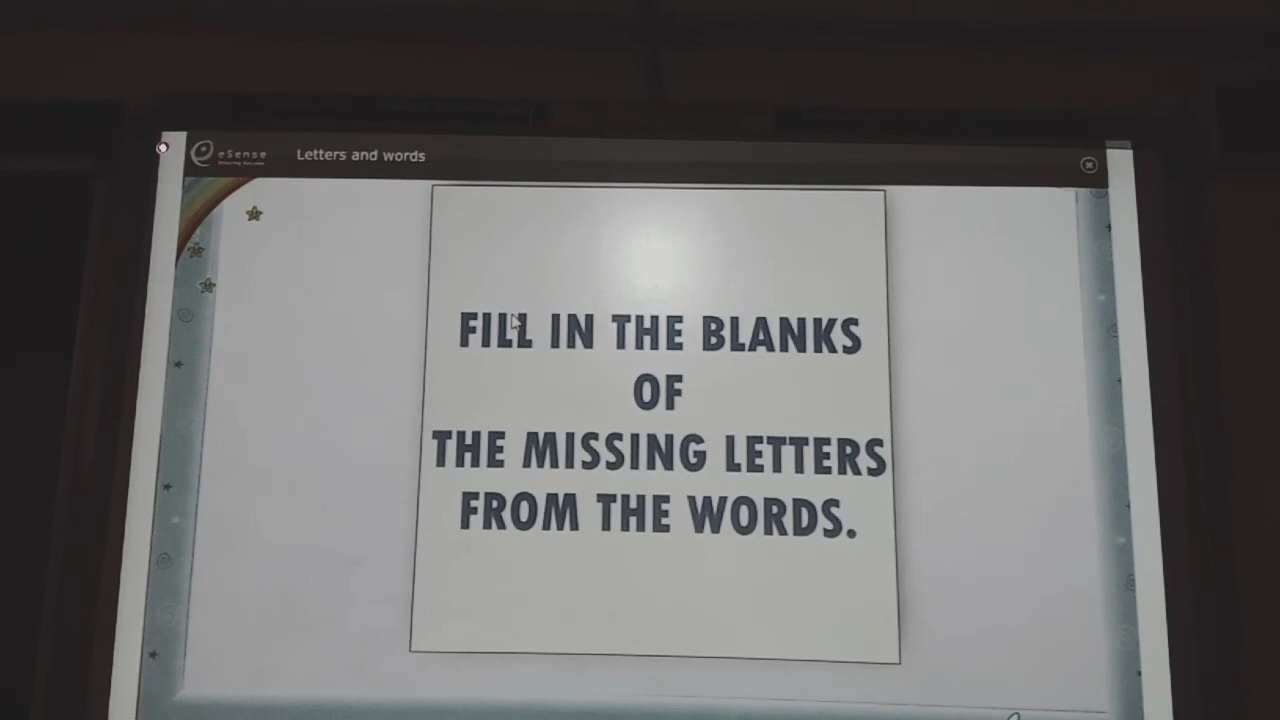 eSense
Letters and words
FILL IN THE BLANKS
OF
THE MISSING LETTERS
FROM THE WORDS.